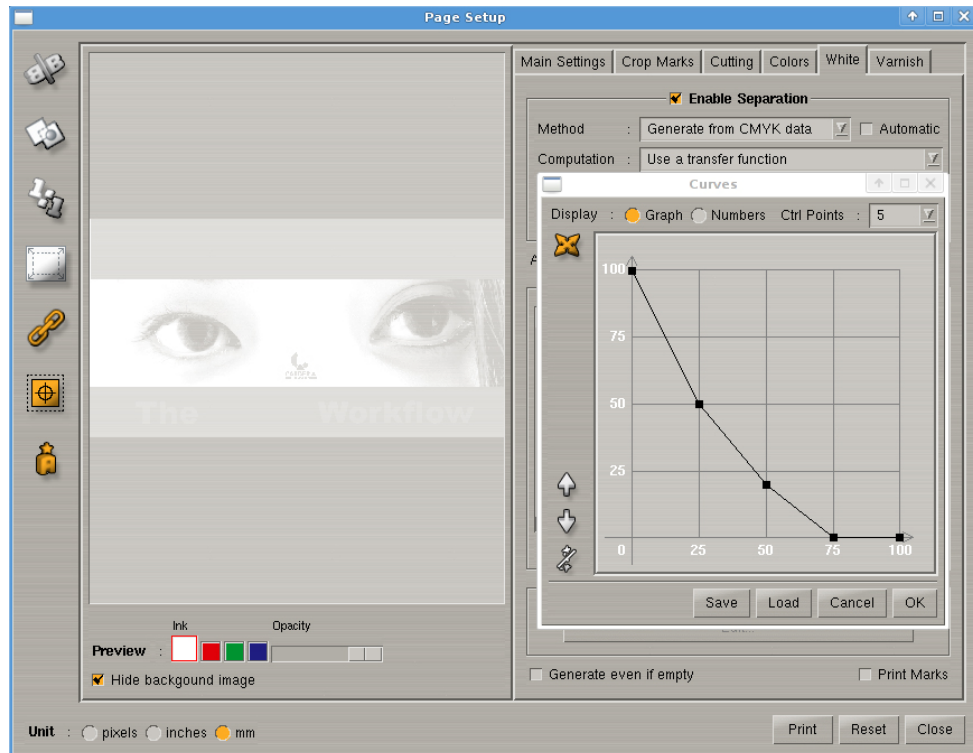 Page Setup
Main Settings Crop Marks Cutting Colors White Varnish
Enable Separation
Method : Generate from CMYK data Automatic
Computation : Use a transfer function
Curves
Display : Graph Numbers Ctrl Points : 5
100
75
50
25
0 25 50 75 100
Save Load Cancel OK
The Workflow
Ink Opacity
Preview :
Hide backgound image
Generate even if empty Print Marks
Unit : pixels inches mm
Print Reset Close